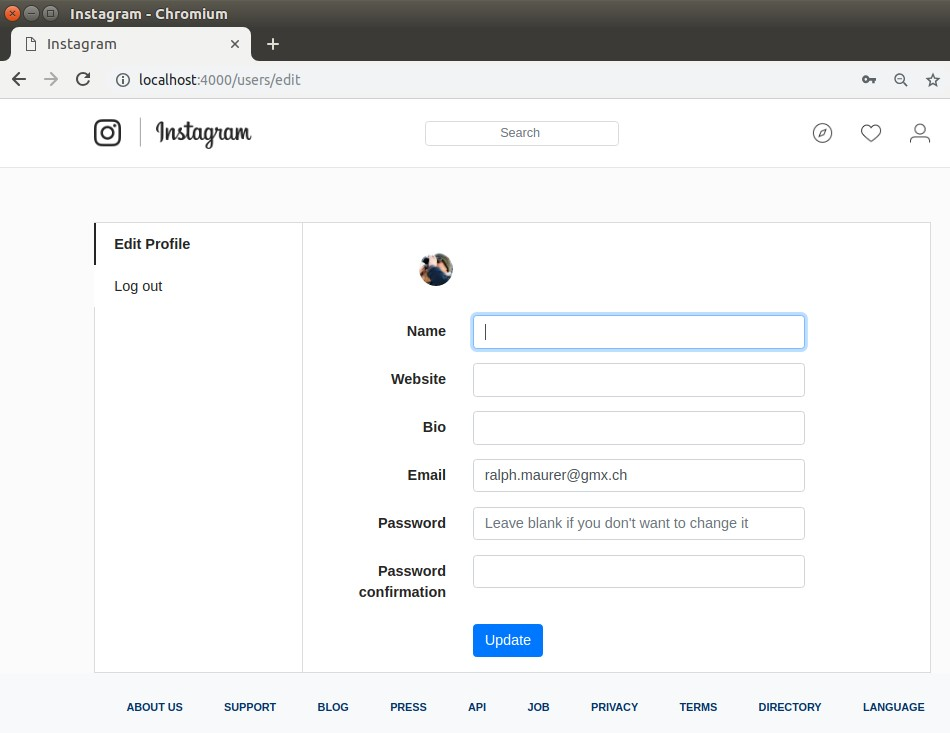 Instagram - Chromium
Instagram
localhost:4000/users/edit
Instagram
Search
Edit Profile
Log out
Name
Website
Bio
Email
ralph.maurer@gmx.ch
Password
Leave blank if you don't want to change it
Password
confirmation
Update
ABOUT US SUPPORT BLOG PRESS API JOB PRIVACY TERMS DIRECTORY LANGUAGE